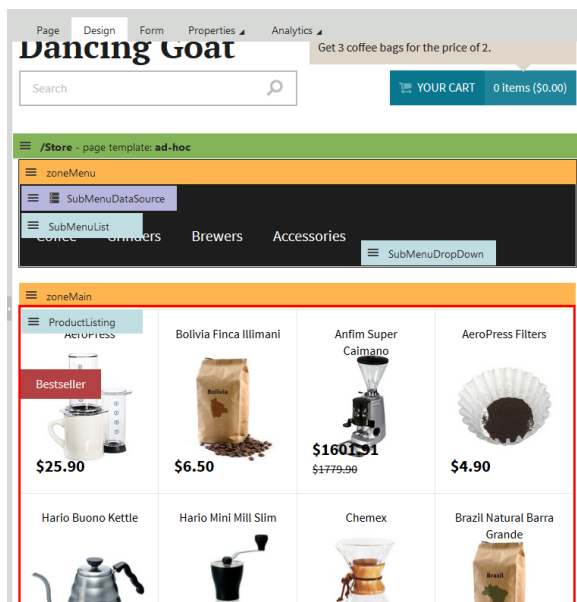 Page Design Form Properties Analytics
Dancing Goat
Get 3 coffee bags for the price of 2.
Search
YOUR CART 0 items ($0.00)
/Store - page template: ad-hoc
zoneMenu
SubMenuDataSource
SubMenuList
Coffee Grinders Brewers Accessories
SubMenuDropDown
zoneMain
ProductListing
AeroPress Bolivia Finca Illimani Anfim Super Caimano AeroPress Filters
Bestseller
Bolivia
$25.90 $6.50 $1601.91 $4.90
$1779.90
Hario Buono Kettle Hario Mini Mill Slim Chemex Brazil Natural Barra Grande
Brazil